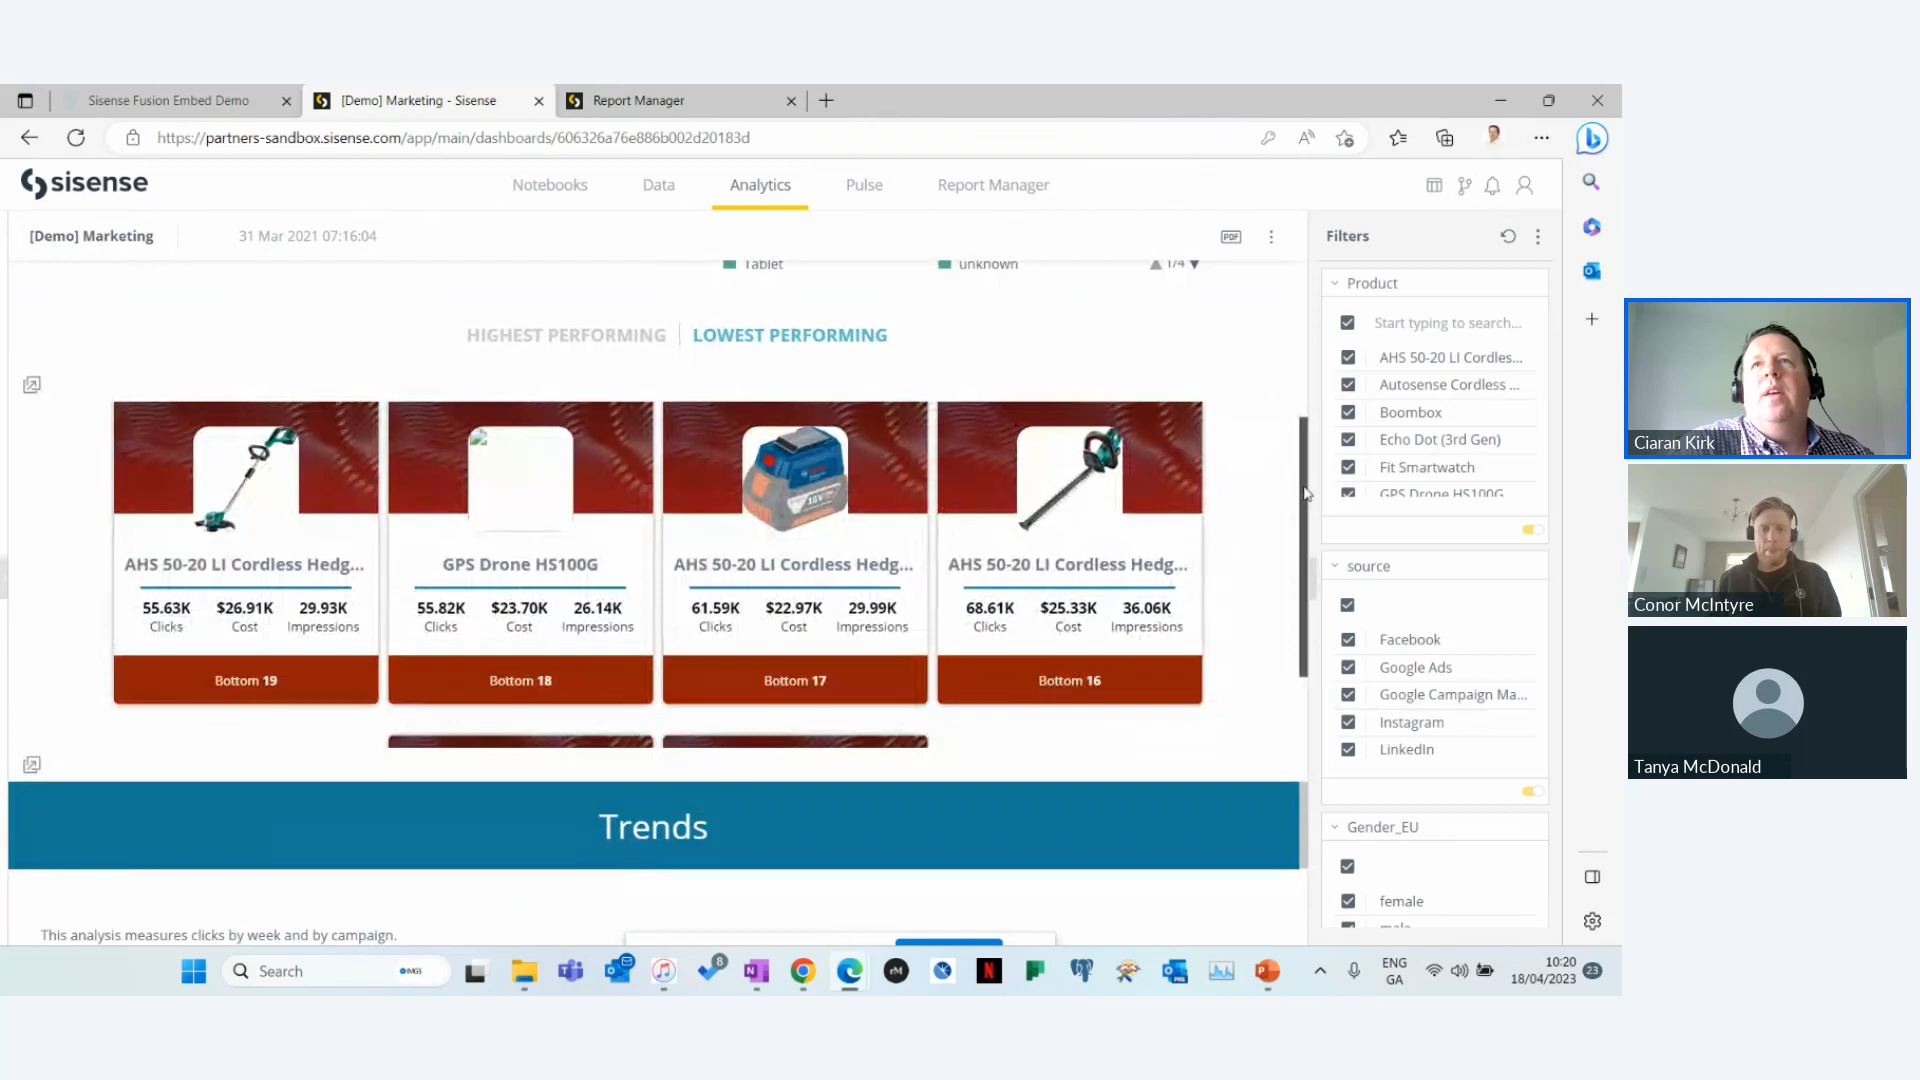 Sisense Fusion Embed Demo
[Demo] Marketing - Sisense
Report Manager
https://partners-sandbox.sisense.com/app/main/dashboards/606326a76e886b002d20183d
sisense
Notebooks
Data
Analytics
Pulse
Report Manager
[Demo] Marketing
31 Mar 2021 07:16:04
PDF
Filters
Tablet
unknown
1/4
HIGHEST PERFORMING
LOWEST PERFORMING
AHS 50-20 LI Cordless Hedg...
55.63K
$26.91K
29.93K
Clicks
Cost
Impressions
Bottom 19
GPS Drone HS100G
55.82K
$23.70K
26.14K
Clicks
Cost
Impressions
Bottom 18
AHS 50-20 LI Cordless Hedg...
61.59K
$22.97K
29.99K
Clicks
Cost
Impressions
Bottom 17
AHS 50-20 LI Cordless Hedg...
68.61K
$25.33K
36.06K
Clicks
Cost
Impressions
Bottom 16
Trends
This analysis measures clicks by week and by campaign.
Product
Start typing to search...
AHS 50-20 LI Cordles...
Autosense Cordless ...
Boombox
Echo Dot (3rd Gen)
Fit Smartwatch
GPS Drone HS100G
source
Facebook
Google Ads
Google Campaign Ma...
Instagram
LinkedIn
Gender_EU
female
male
Ciaran Kirk
Conor McIntyre
Tanya McDonald
Search
8
rM
N
ENG
GA
10:20
18/04/2023
23